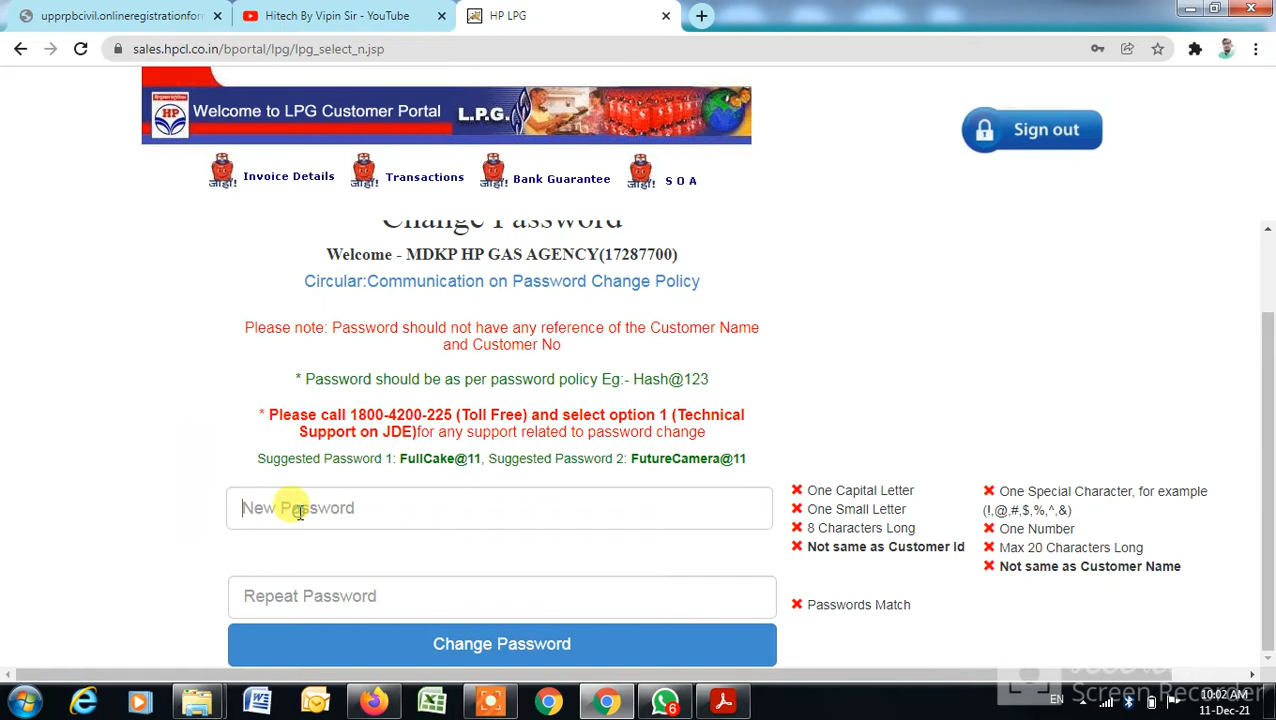 upprpbcivil.onlineregistrationform
Hitech By Vipin Sir - YouTube
HP LPG
sales.hpcl.co.in/bportal/lpg/lpg_select_n.jsp
HP
Welcome to LPG Customer Portal
L.P.G.
Sign out
जाहा! Invoice Details
जाहा! Transactions
जाहा! Bank Guarantee
जाहा! S O A
Change Password
Welcome - MDKP HP GAS AGENCY(17287700)
Circular:Communication on Password Change Policy
Please note: Password should not have any reference of the Customer Name
and Customer No
* Password should be as per password policy Eg:- Hash@123
* Please call 1800-4200-225 (Toll Free) and select option 1 (Technical
Support on JDE)for any support related to password change
Suggested Password 1: FullCake@11, Suggested Password 2: FutureCamera@11
New Password
One Capital Letter
One Small Letter
8 Characters Long
Not same as Customer Id
One Special Character, for example
(!,@,#,$,%,^,&)
One Number
Max 20 Characters Long
Not same as Customer Name
Repeat Password
Passwords Match
Change Password
Screen Recorder
6
EN
10:02 AM
11-Dec-21